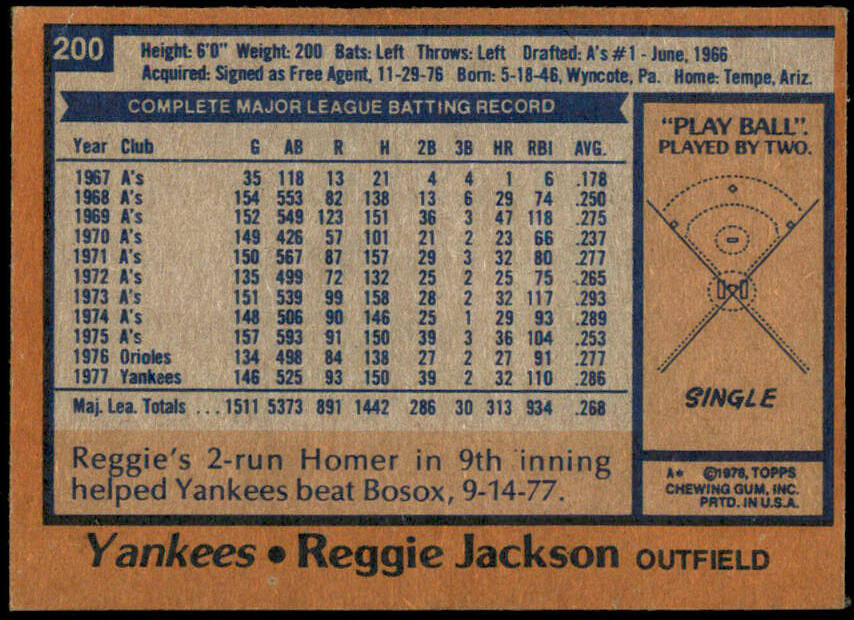 200
Height: 6'0" Weight: 200 Bats: Left Throws: Left Drafted: A's #1 - June, 1966
Acquired: Signed as Free Agent, 11-29-76 Born: 5-18-46, Wyncote, Pa. Home: Tempe, Ariz.
COMPLETE MAJOR LEAGUE BATTING RECORD
Year Club G AB R H 2B 3B HR RBI AVG.
1967 A's 35 118 13 21 4 4 1 6 .178
1968 A's 154 553 82 138 13 6 29 74 .250
1969 A's 152 549 123 151 36 3 47 118 .275
1970 A's 149 426 57 101 21 2 23 66 .237
1971 A's 150 567 87 157 29 3 32 80 .277
1972 A's 135 499 72 132 25 2 25 75 .265
1973 A's 151 539 99 158 28 2 32 117 .293
1974 A's 148 506 90 146 25 1 29 93 .289
1975 A's 157 593 91 150 39 3 36 104 .253
1976 Orioles 134 498 84 138 27 2 27 91 .277
1977 Yankees 146 525 93 150 39 2 32 110 .286
Maj. Lea. Totals ... 1511 5373 891 1442 286 30 313 934 .268
Reggie's 2-run Homer in 9th inning
helped Yankees beat Bosox, 9-14-77.
"PLAY BALL".
PLAYED BY TWO.
SINGLE
A* ©1978, TOPPS
CHEWING GUM, INC.
PRTD. IN U.S.A.
Yankees • Reggie Jackson OUTFIELD